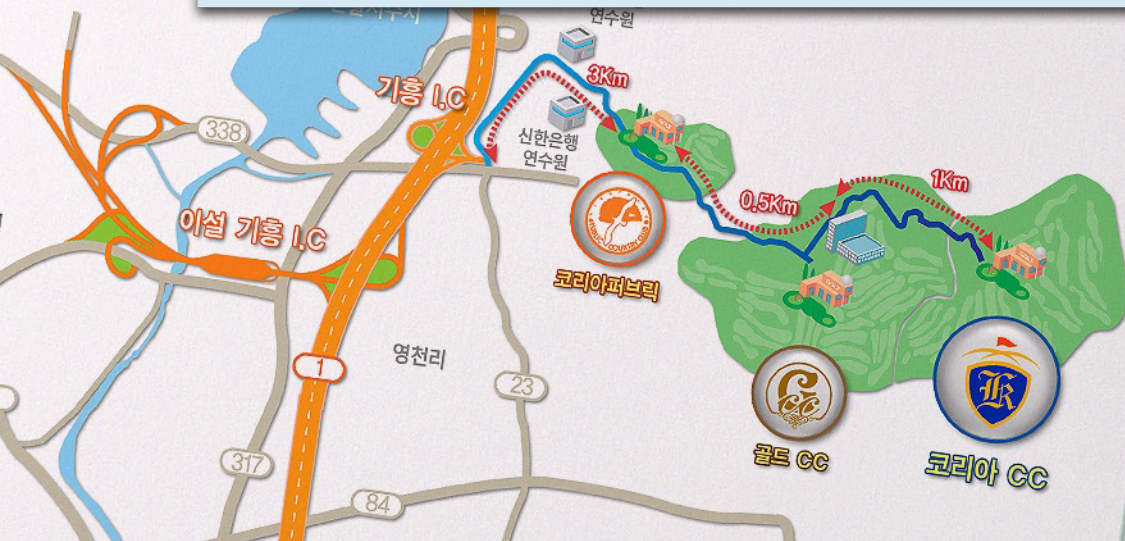 연수원
기흥 I.C
3Km
338
신한은행
연수원
이설 기흥 I.C
0.5Km
1Km
코리아퍼브릭
영천리
1
23
317
84
골드 CC
코리아 CC